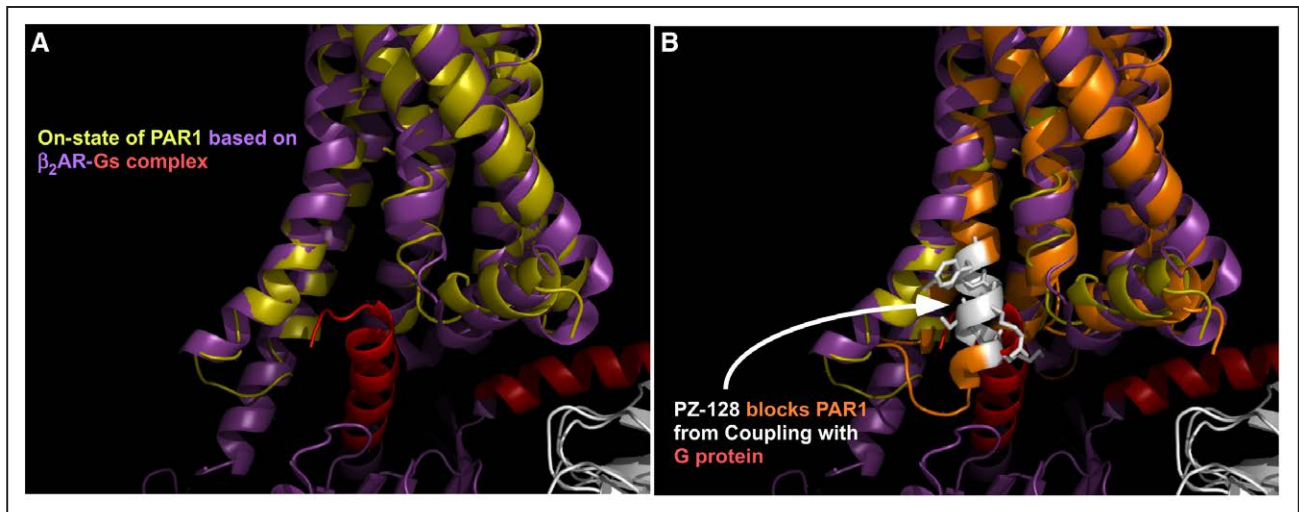 A
On-state of PAR1 based on
β₂AR-Gs complex
B
PZ-128 blocks PAR1
from Coupling with
G protein